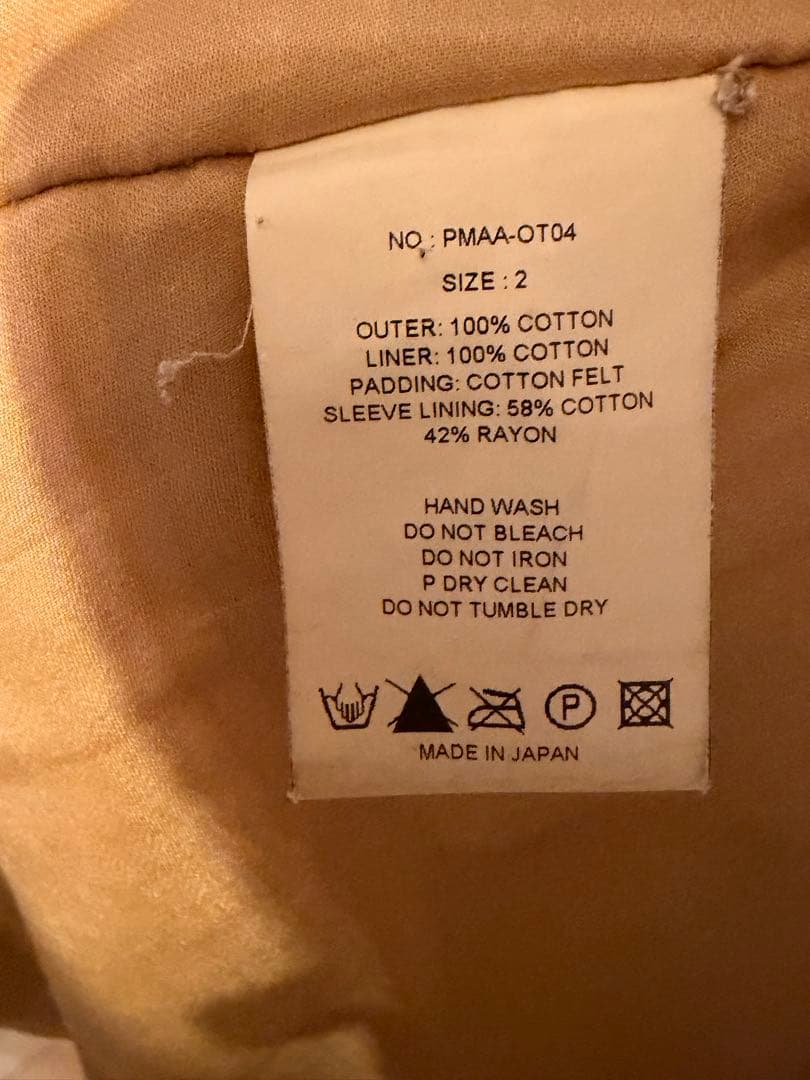 NO : PMAA-OT04
SIZE : 2
OUTER: 100% COTTON
LINER: 100% COTTON
PADDING: COTTON FELT
SLEEVE LINING: 58% COTTON
42% RAYON
HAND WASH
DO NOT BLEACH
DO NOT IRON
P DRY CLEAN
DO NOT TUMBLE DRY
P
MADE IN JAPAN